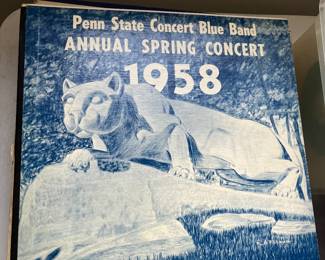 Penn State Concert Blue Band
ANNUAL SPRING CONCERT
1958